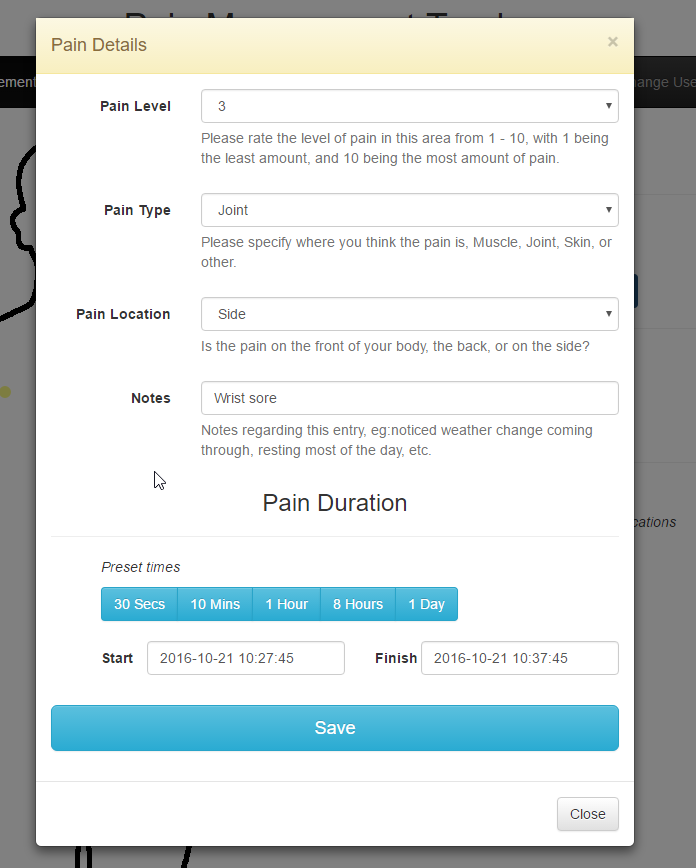 Pain Details ×
ement
hange Use
Pain Level 3
Please rate the level of pain in this area from 1 - 10, with 1 being
the least amount, and 10 being the most amount of pain.
Pain Type Joint
Please specify where you think the pain is, Muscle, Joint, Skin, or
other.
Pain Location Side
Is the pain on the front of your body, the back, or on the side?
Notes Wrist sore
Notes regarding this entry, eg:noticed weather change coming
through, resting most of the day, etc.
Pain Duration
cations
Preset times
30 Secs 10 Mins 1 Hour 8 Hours 1 Day
Start 2016-10-21 10:27:45 Finish 2016-10-21 10:37:45
Save
Close